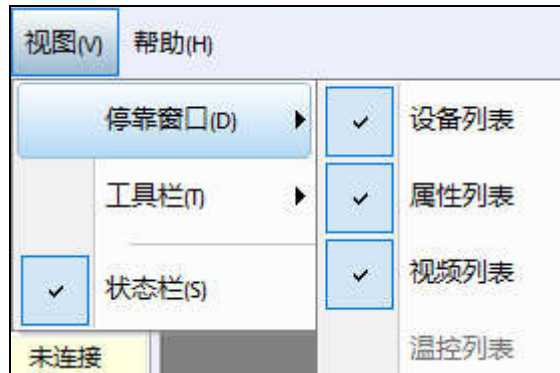 视图(V) 帮助(H)
停靠窗口(D)
工具栏(T)
状态栏(S)
未连接
设备列表
属性列表
视频列表
温控列表